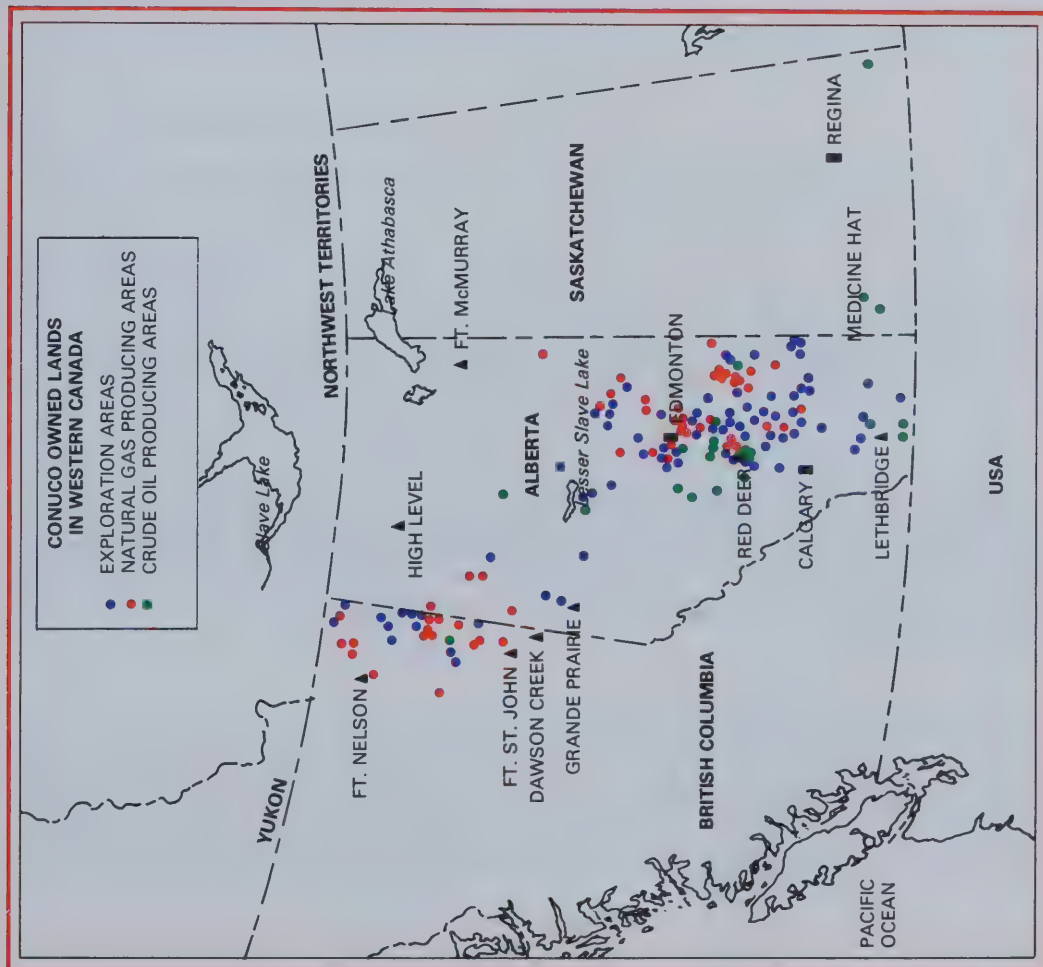 CONUCO OWNED LANDS
IN WESTERN CANADA
EXPLORATION AREAS
NATURAL GAS PRODUCING AREAS
CRUDE OIL PRODUCING AREAS
YUKON
NORTHWEST TERRITORIES
Slave Lake
Lake Athabasca
FT. NELSON
HIGH LEVEL
FT. McMURRAY
FT. ST. JOHN
DAWSON CREEK
GRANDE PRAIRIE
ALBERTA
Lesser Slave Lake
SASKATCHEWAN
BRITISH COLUMBIA
EDMONTON
RED DEER
CALGARY
LETHBRIDGE
MEDICINE HAT
REGINA
PACIFIC
OCEAN
USA